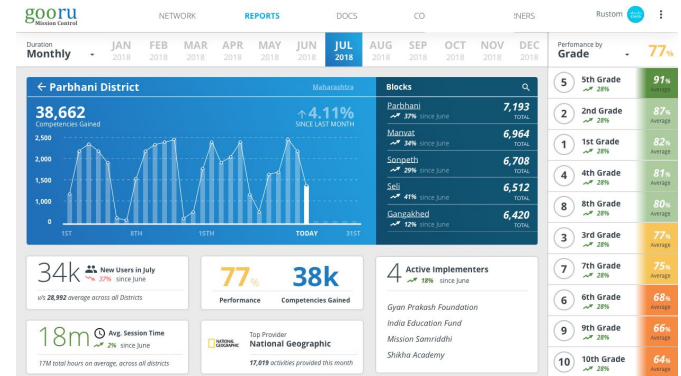 gooru
Mission Control
NETWORK
REPORTS
DOCS
CO
NERS
Rustom
Duration
Monthly
JAN 2018
FEB 2018
MAR 2018
APR 2018
MAY 2018
JUN 2018
JUL 2018
AUG 2018
SEP 2018
OCT 2018
NOV 2018
DEC 2018
Perfomance by
Grade
77%
← Parbhani District
Maharashtra
38,662
Competencies Gained
↑4.11%
SINCE LAST MONTH
2,500
2,000
1,500
1,000
0
1ST
8TH
15TH
TODAY
31ST
Blocks
Parbhani
37% since June
7,193
TOTAL
Manvat
34% since June
6,964
TOTAL
Sonpeth
29% since June
6,708
TOTAL
Seli
41% since June
6,512
TOTAL
Gangakhed
12% since June
6,420
TOTAL
34k
New Users in July
37% since June
v/s 28,992 average across all Districts
77%
Performance
38k
Competencies Gained
4
Active Implementers
18% since June
Gyan Prakash Foundation
India Education Fund
Mission Samriddhi
Shikha Academy
18m
Avg. Session Time
2% since June
17M total hours on average, across all districts
NATIONAL GEOGRAPHIC
Top Provider
National Geographic
17,019 activities provided this month
5
5th Grade
28%
91%
Average
2
2nd Grade
28%
87%
Average
1
1st Grade
28%
82%
Average
4
4th Grade
28%
81%
Average
8
8th Grade
28%
80%
Average
3
3rd Grade
28%
77%
Average
7
7th Grade
28%
75%
Average
6
6th Grade
28%
68%
Average
9
9th Grade
28%
66%
Average
10
10th Grade
28%
64%
Average